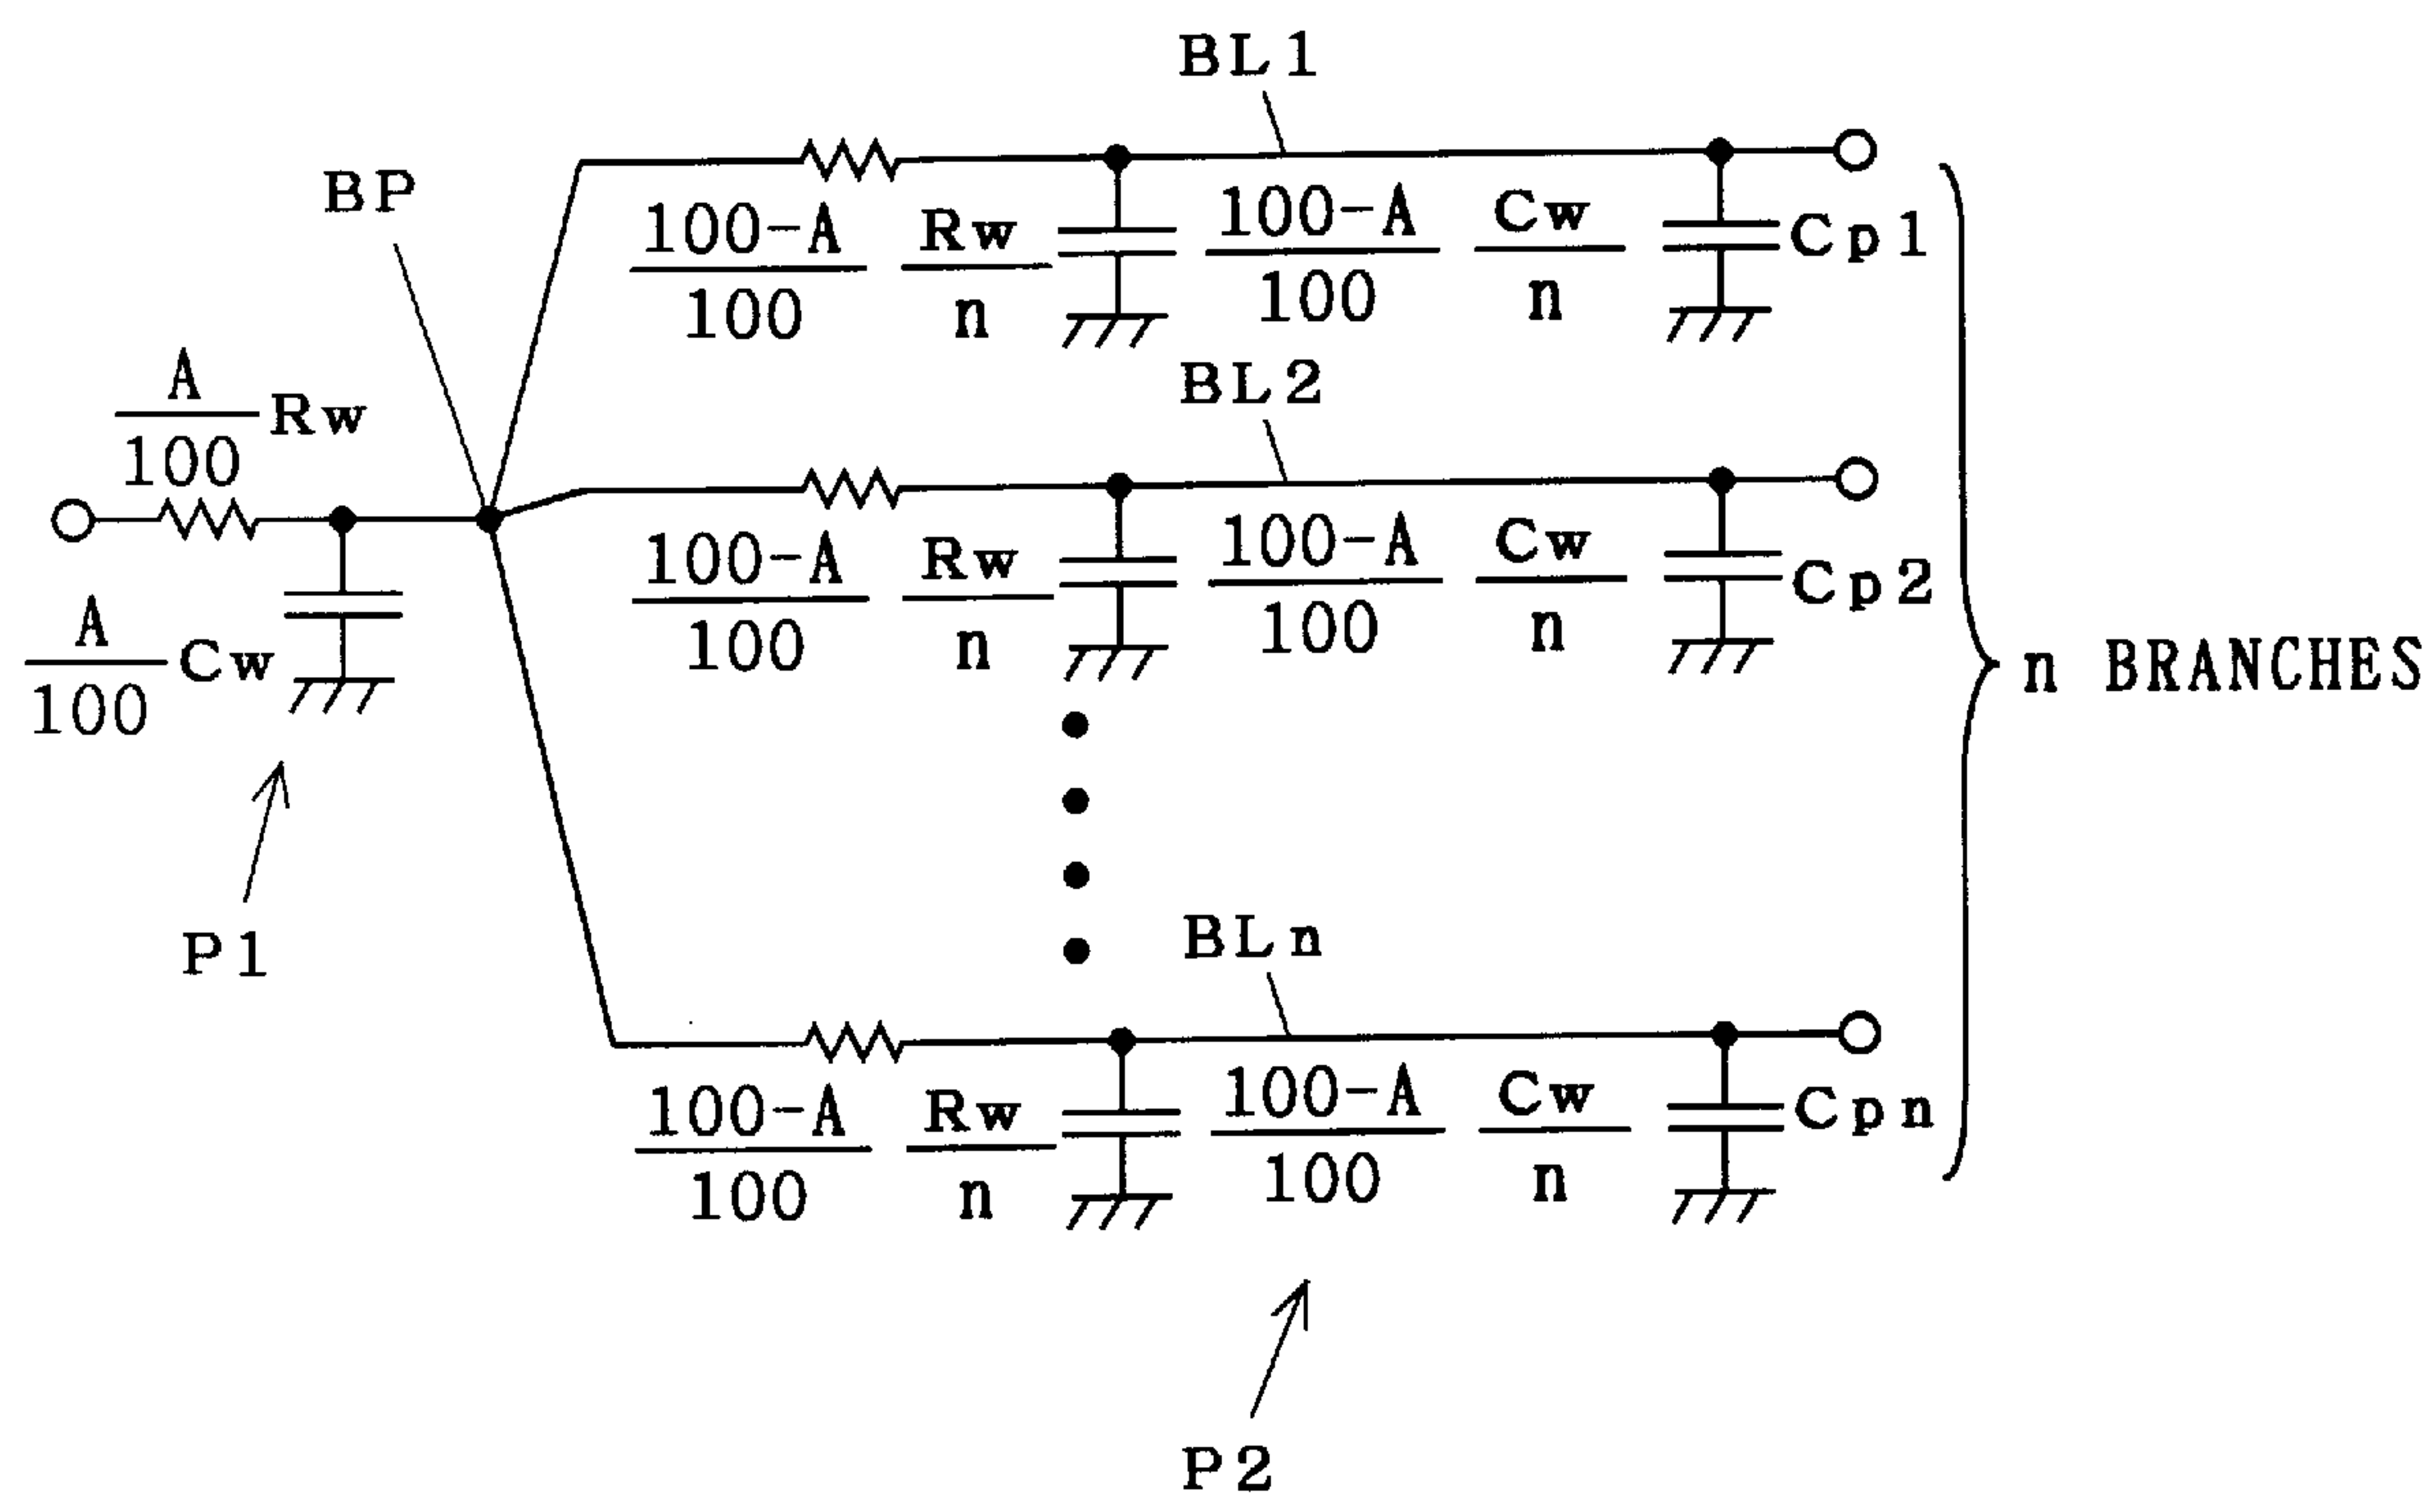 BL1
BP
100-A Rw
100 n
100-A Cw
100 n
Cp1
A
100 Rw
A
100 Cw
BL2
100-A Rw
100 n
100-A Cw
100 n
Cp2
n BRANCHES
P1
BLn
100-A Rw
100 n
100-A Cw
100 n
Cpn
P2